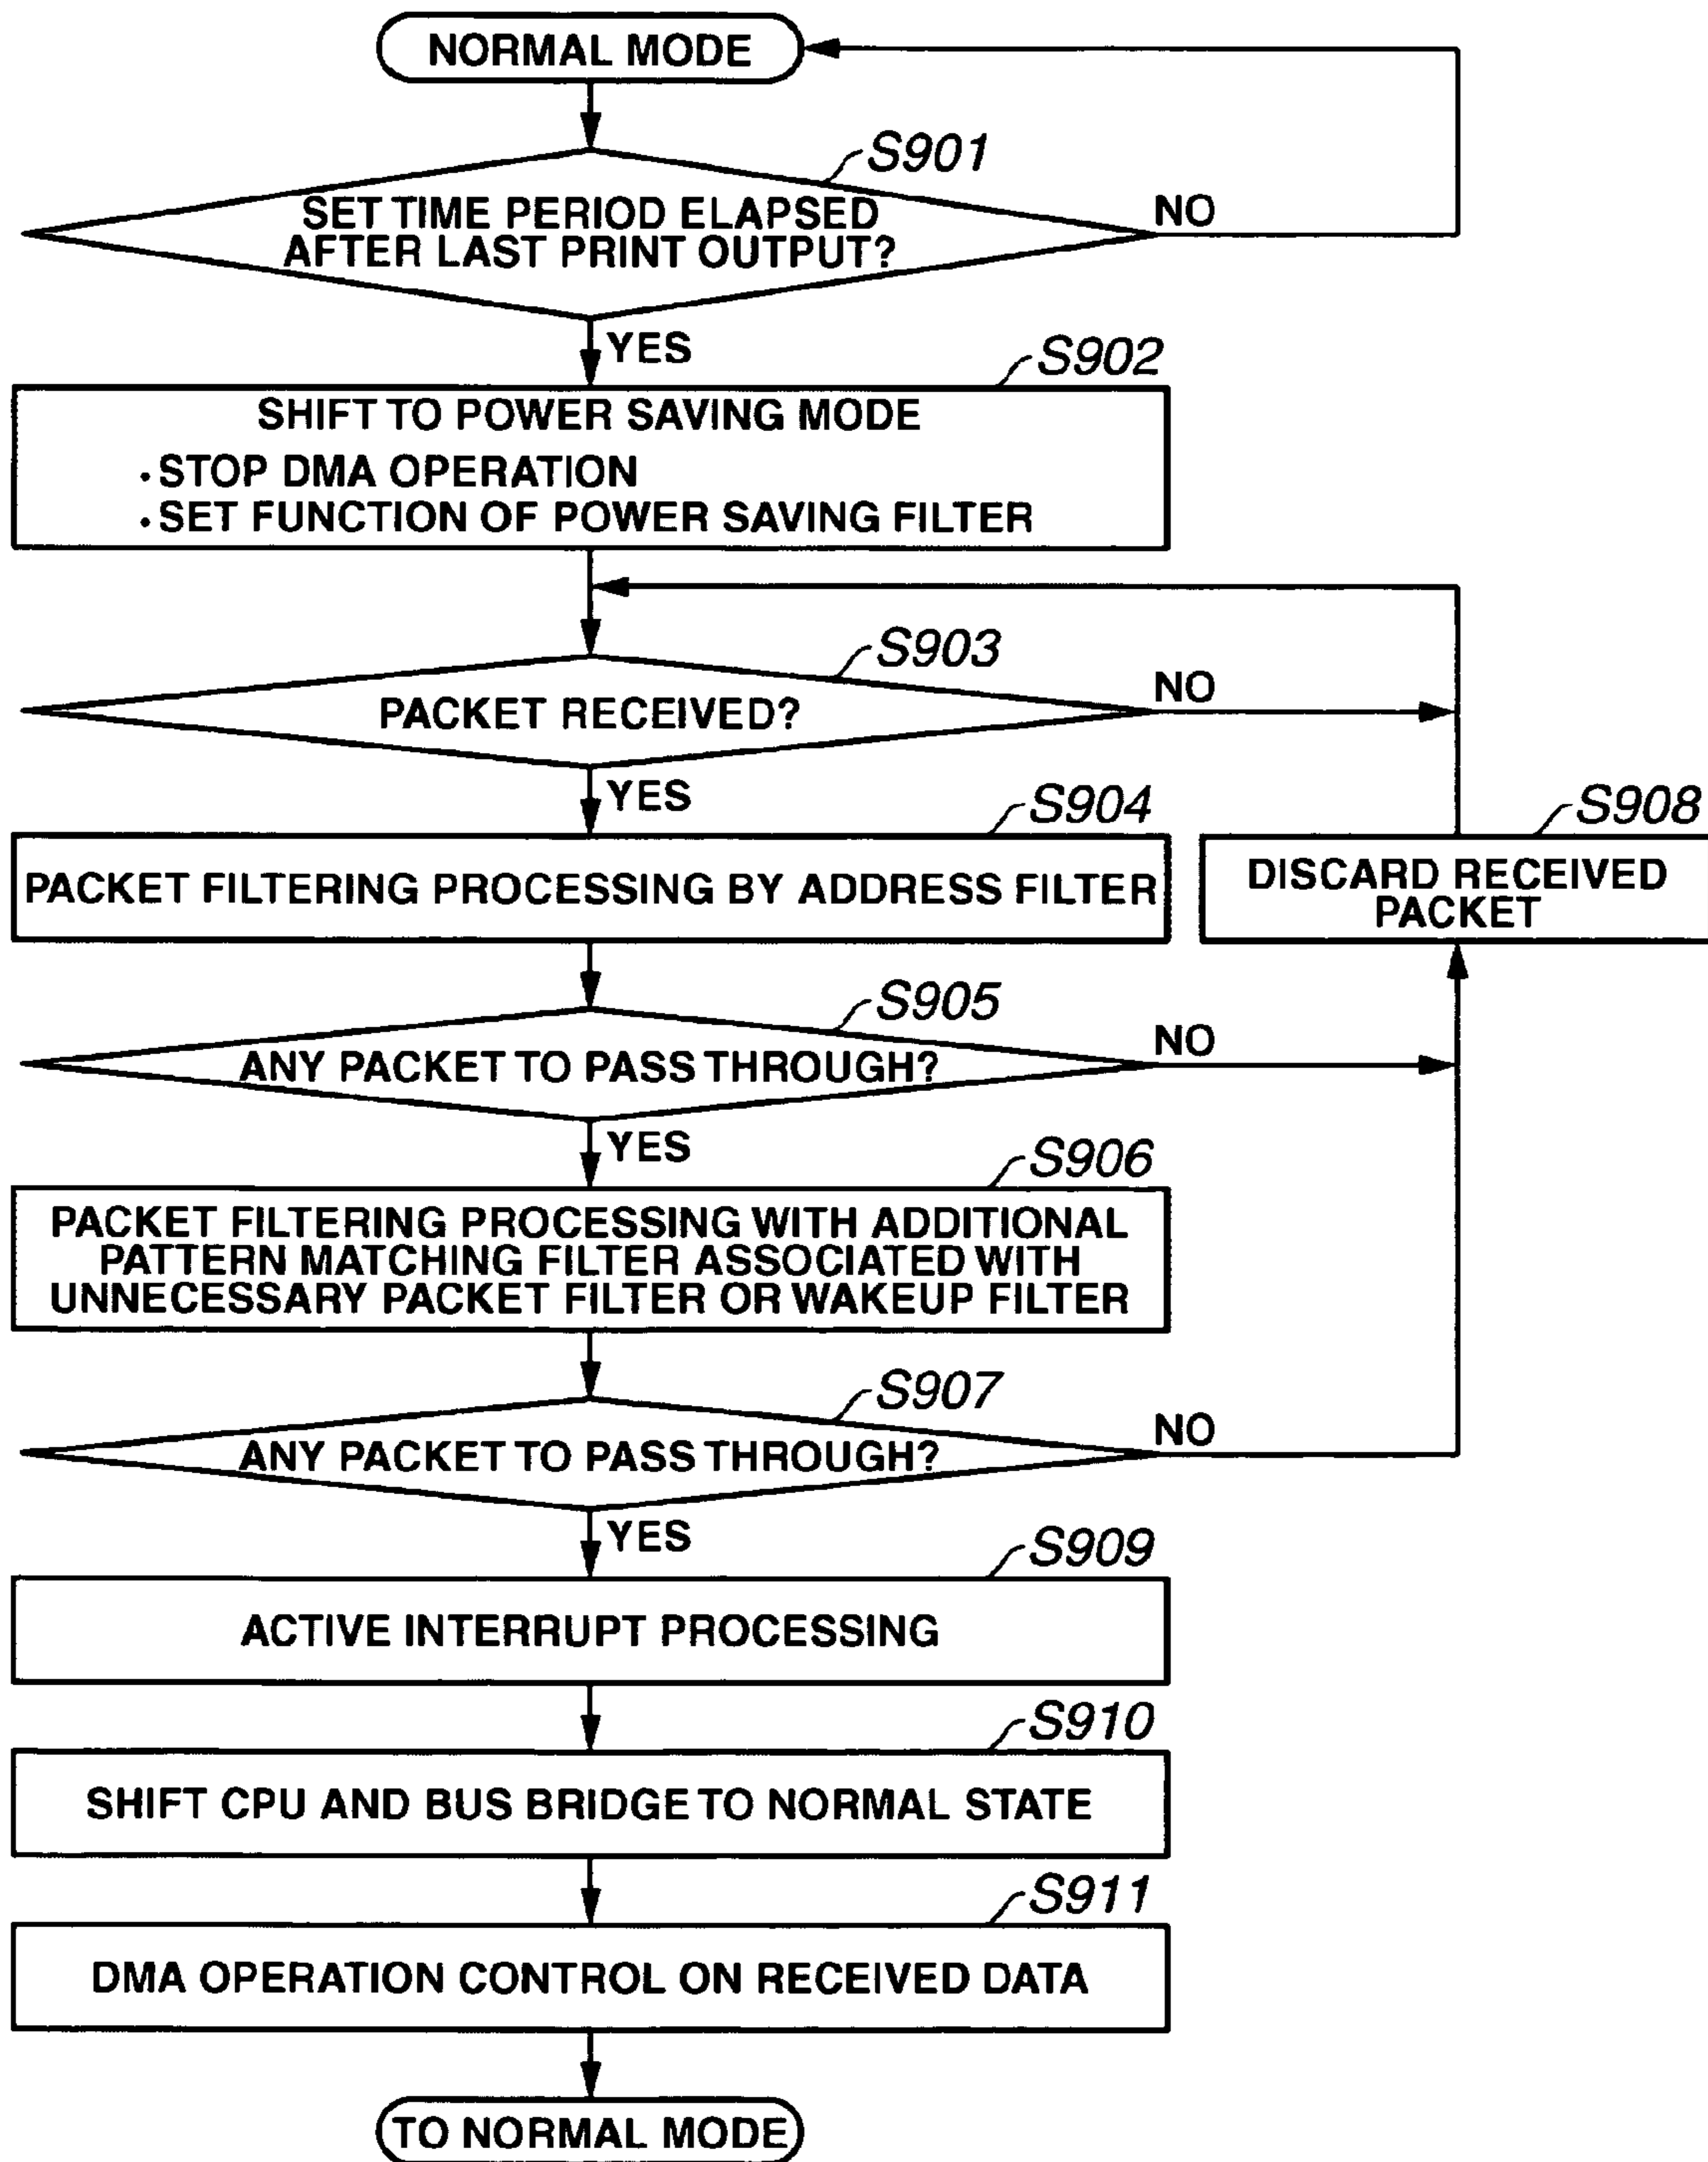 NORMAL MODE
S901
SET TIME PERIOD ELAPSED
AFTER LAST PRINT OUTPUT?
NO
YES
S902
SHIFT TO POWER SAVING MODE
·STOP DMA OPERATION
·SET FUNCTION OF POWER SAVING FILTER
S903
PACKET RECEIVED?
NO
YES
S904
PACKET FILTERING PROCESSING BY ADDRESS FILTER
S908
DISCARD RECEIVED
PACKET
S905
ANY PACKET TO PASS THROUGH?
NO
YES
S906
PACKET FILTERING PROCESSING WITH ADDITIONAL
PATTERN MATCHING FILTER ASSOCIATED WITH
UNNECESSARY PACKET FILTER OR WAKEUP FILTER
S907
ANY PACKET TO PASS THROUGH?
NO
YES
S909
ACTIVE INTERRUPT PROCESSING
S910
SHIFT CPU AND BUS BRIDGE TO NORMAL STATE
S911
DMA OPERATION CONTROL ON RECEIVED DATA
TO NORMAL MODE